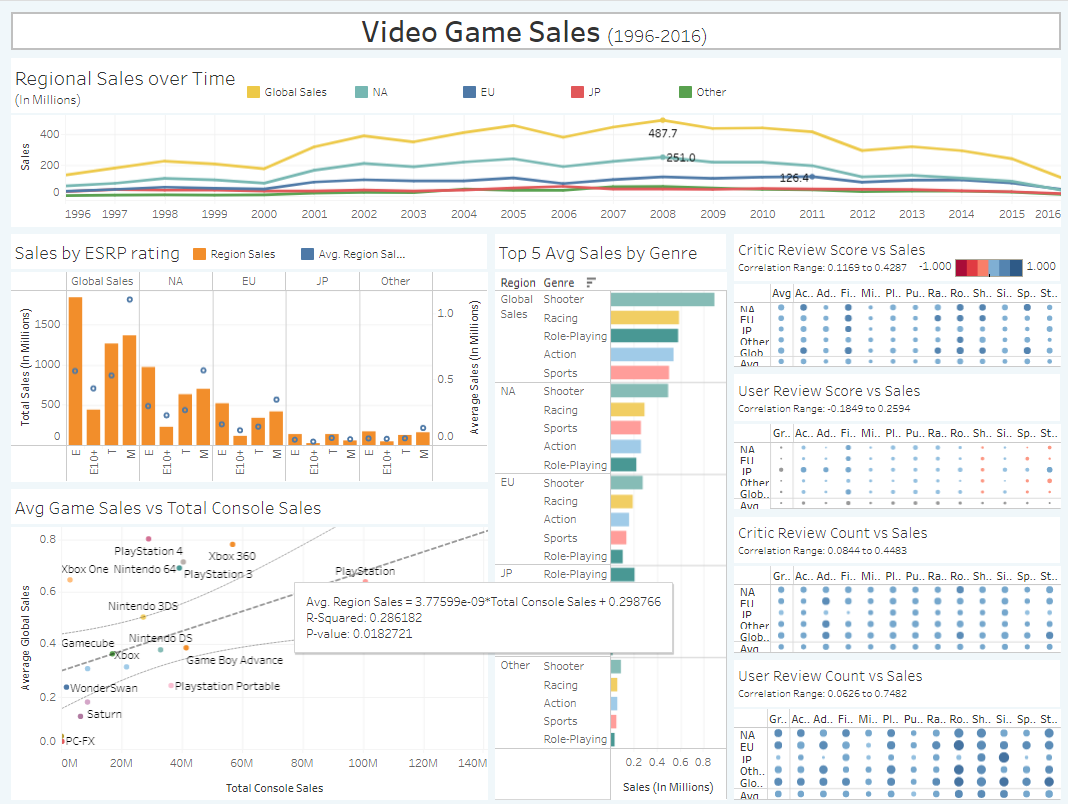 Video Game Sales (1996-2016)
Regional Sales over Time
(In Millions)
Global Sales NA EU JP Other
Sales
400
200
0
487.7
251.0
126.4
1996 1997 1998 1999 2000 2001 2002 2003 2004 2005 2006 2007 2008 2009 2010 2011 2012 2013 2014 2015 2016
Sales by ESRP rating
Region Sales Avg. Region Sal...
Global Sales NA EU JP Other
Total Sales (In Millions)
1500
1000
500
0
1.0
0.5
0.0
Average Sales (In Millions)
E E10+ T M E E10+ T M E E10+ T M E E10+ T M E E10+ T M
Avg Game Sales vs Total Console Sales
Average Global Sales
0.8
0.6
0.4
0.2
0.0
PlayStation 4
Xbox 360
Xbox One
Nintendo 64
PlayStation 3
PlayStation
Nintendo 3DS
Gamecube
Nintendo DS
Xbox
Game Boy Advance
WonderSwan
Playstation Portable
Saturn
PC-FX
0M 20M 40M 60M 80M 100M 120M 140M
Total Console Sales
Avg. Region Sales = 3.77599e-09*Total Console Sales + 0.298766
R-Squared: 0.286182
P-value: 0.0182721
Top 5 Avg Sales by Genre
Region Genre
Global Sales
Shooter
Racing
Role-Playing
Action
Sports
NA
Shooter
Racing
Sports
Action
Role-Playing
EU
Shooter
Racing
Action
Sports
Role-Playing
JP
Role-Playing
Other
Shooter
Racing
Action
Sports
Role-Playing
0.2 0.4 0.6 0.8
Sales (In Millions)
Critic Review Score vs Sales
Correlation Range: 0.1169 to 0.4287
-1.000 1.000
Avg Ac.. Ad.. Fi.. Mi.. Pl.. Pu.. Ra.. Ro.. Sh.. Si.. Sp.. St..
NA
EU
JP
Other
Glob..
Avg
User Review Score vs Sales
Correlation Range: -0.1849 to 0.2594
Gr.. Ac.. Ad.. Fi.. Mi.. Pl.. Pu.. Ra.. Ro.. Sh.. Si.. Sp.. St..
NA
EU
JP
Other
Glob..
Avg
Critic Review Count vs Sales
Correlation Range: 0.0844 to 0.4483
Gr.. Ac.. Ad.. Fi.. Mi.. Pl.. Pu.. Ra.. Ro.. Sh.. Si.. Sp.. St..
NA
EU
JP
Other
Glob..
Avg
User Review Count vs Sales
Correlation Range: 0.0626 to 0.7482
Gr.. Ac.. Ad.. Fi.. Mi.. Pl.. Pu.. Ra.. Ro.. Sh.. Si.. Sp.. St..
NA
EU
JP
Oth..
Glo..
Avg